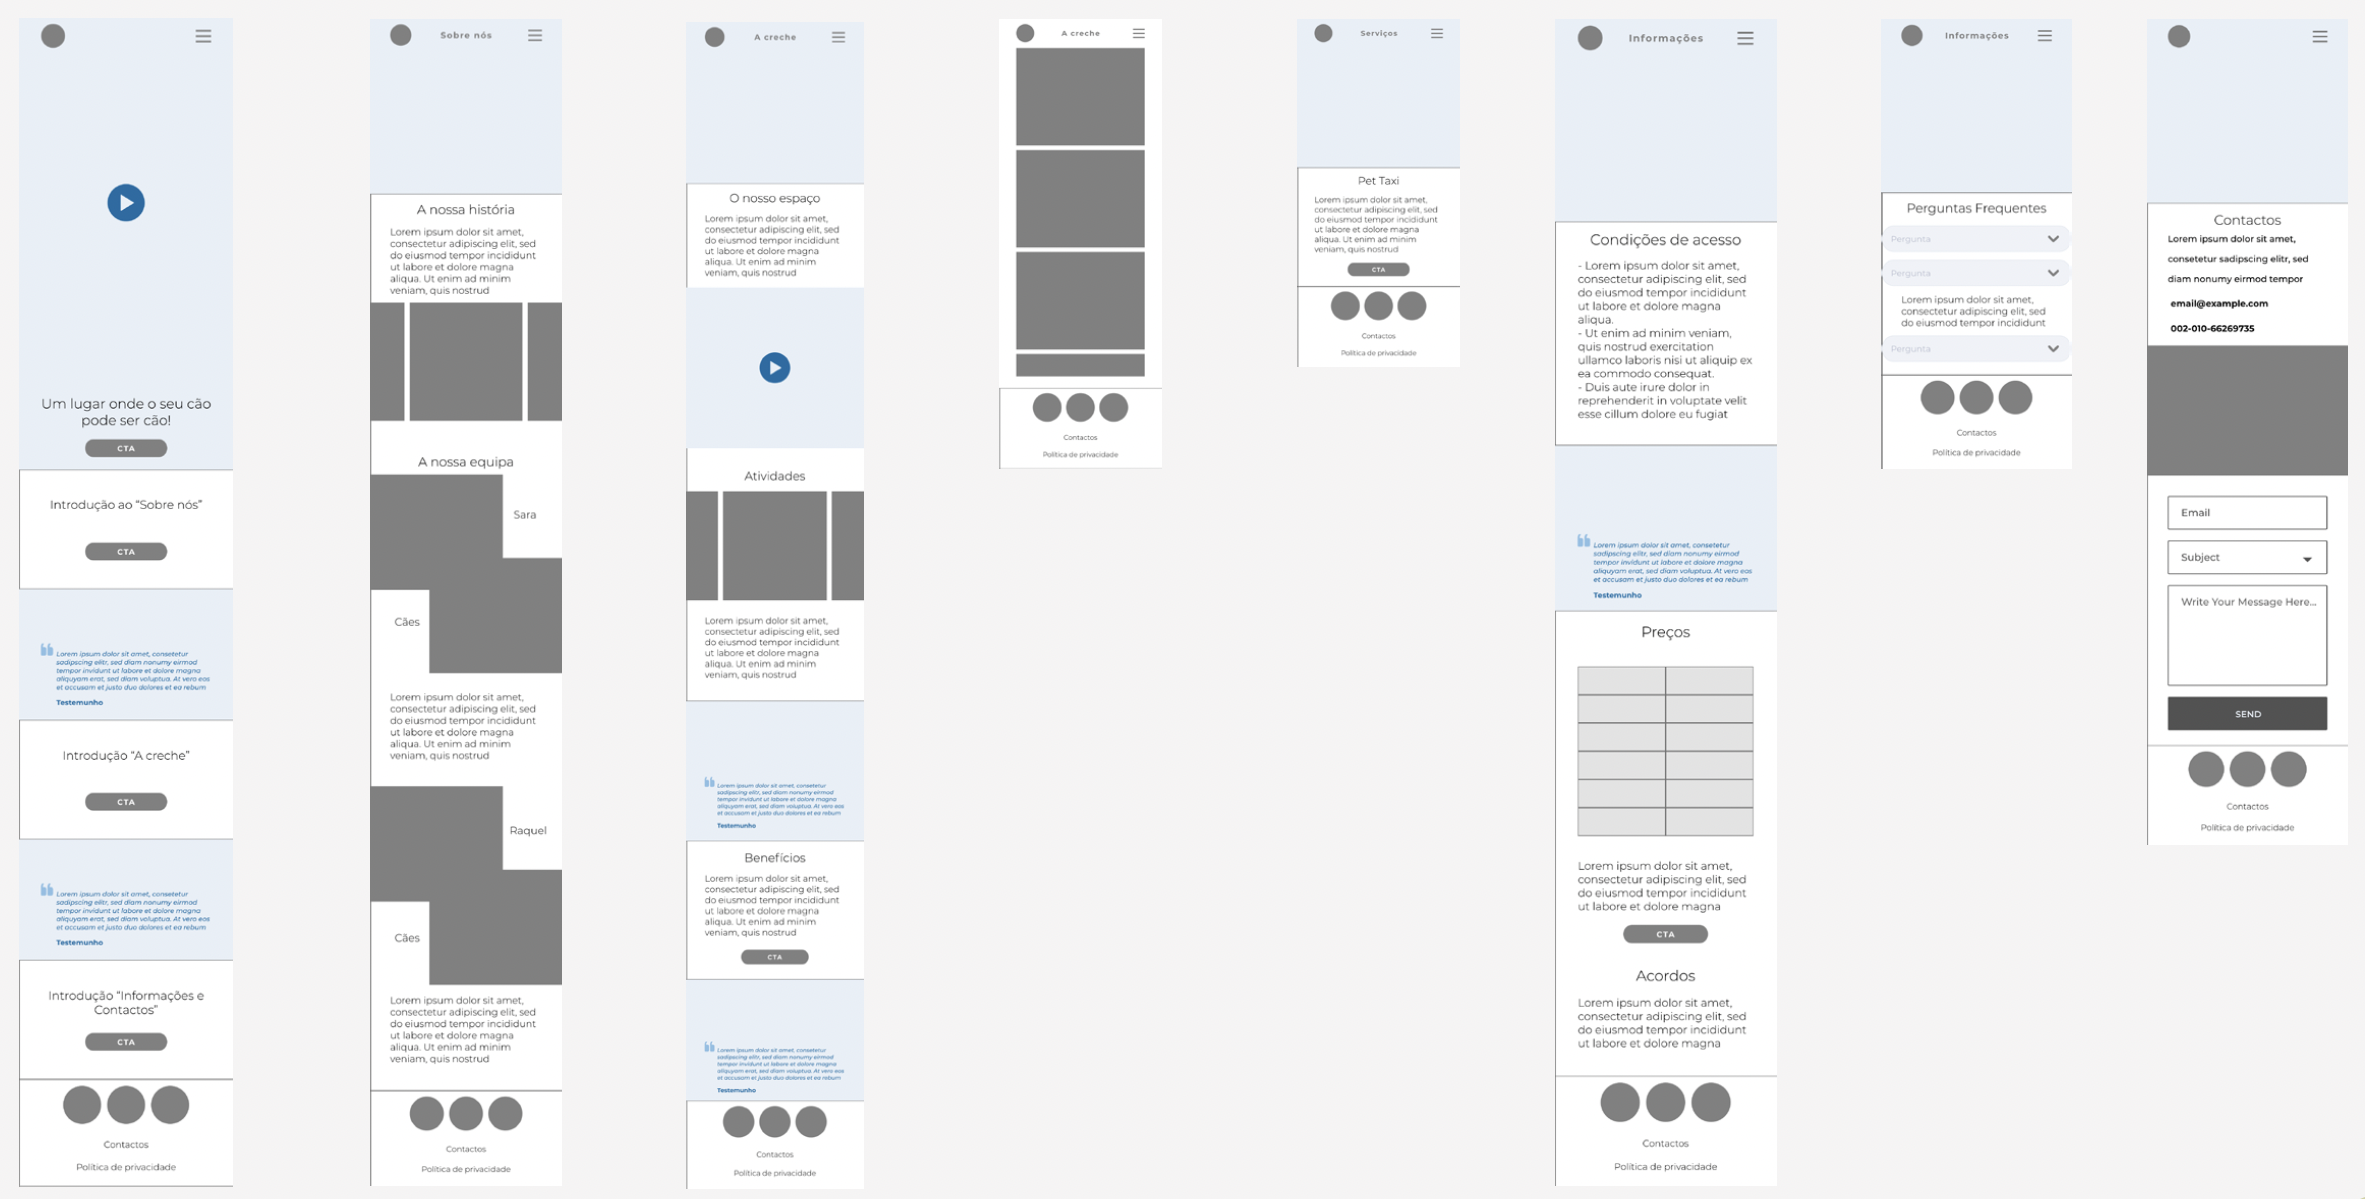 Um lugar onde o seu cão
pode ser cão!
CTA
Introdução ao "Sobre nós"
CTA
Lorem ipsum dolor sit amet, consetetur
sadipscing elitr, sed diam nonumy eirmod
tempor invidunt ut labore et dolore magna
aliquyam erat, sed diam voluptua. At vero eos
et accusam et justo duo dolores et ea rebum
Testemunho
Introdução "A creche"
CTA
Lorem ipsum dolor sit amet, consetetur
sadipscing elitr, sed diam nonumy eirmod
tempor invidunt ut labore et dolore magna
aliquyam erat, sed diam voluptua. At vero eos
et accusam et justo duo dolores et ea rebum
Testemunho
Introdução "Informações e
Contactos"
CTA
Contactos
Política de privacidade
Sobre nós
A nossa história
Lorem ipsum dolor sit amet,
consectetur adipiscing elit, sed
do eiusmod tempor incididunt
ut labore et dolore magna
aliqua. Ut enim ad minim
veniam, quis nostrud
A nossa equipa
Sara
Cães
Lorem ipsum dolor sit amet,
consectetur adipiscing elit, sed
do eiusmod tempor incididunt
ut labore et dolore magna
aliqua. Ut enim ad minim
veniam, quis nostrud
Raquel
Cães
Lorem ipsum dolor sit amet,
consectetur adipiscing elit, sed
do eiusmod tempor incididunt
ut labore et dolore magna
aliqua. Ut enim ad minim
veniam, quis nostrud
Contactos
Política de privacidade
A creche
O nosso espaço
Lorem ipsum dolor sit amet,
consectetur adipiscing elit, sed
do eiusmod tempor incididunt
ut labore et dolore magna
aliqua. Ut enim ad minim
veniam, quis nostrud
Atividades
Lorem ipsum dolor sit amet,
consectetur adipiscing elit, sed
do eiusmod tempor incididunt
ut labore et dolore magna
aliqua. Ut enim ad minim
veniam, quis nostrud
Lorem ipsum dolor sit amet, consetetur
sadipscing elitr, sed diam nonumy eirmod
tempor invidunt ut labore et dolore magna
aliquyam erat, sed diam voluptua. At vero eos
et accusam et justo duo dolores et ea rebum
Testemunho
Benefícios
Lorem ipsum dolor sit amet,
consectetur adipiscing elit, sed
do eiusmod tempor incididunt
ut labore et dolore magna
aliqua. Ut enim ad minim
veniam, quis nostrud
CTA
Lorem ipsum dolor sit amet, consetetur
sadipscing elitr, sed diam nonumy eirmod
tempor invidunt ut labore et dolore magna
aliquyam erat, sed diam voluptua. At vero eos
et accusam et justo duo dolores et ea rebum
Testemunho
Contactos
Política de privacidade
A creche
Contactos
Política de privacidade
Serviços
Pet Taxi
Lorem ipsum dolor sit amet,
consectetur adipiscing elit, sed
do eiusmod tempor incididunt
ut labore et dolore magna
aliqua. Ut enim ad minim
veniam, quis nostrud
CTA
Contactos
Política de privacidade
Informações
Condições de acesso
- Lorem ipsum dolor sit amet,
consectetur adipiscing elit, sed
do eiusmod tempor incididunt
ut labore et dolore magna
aliqua.
- Ut enim ad minim veniam,
quis nostrud exercitation
ullamco laboris nisi ut aliquip ex
ea commodo consequat.
- Duis aute irure dolor in
reprehenderit in voluptate velit
esse cillum dolore eu fugiat
Lorem ipsum dolor sit amet, consetetur
sadipscing elitr, sed diam nonumy eirmod
tempor invidunt ut labore et dolore magna
aliquyam erat, sed diam voluptua. At vero eos
et accusam et justo duo dolores et ea rebum
Testemunho
Preços
Lorem ipsum dolor sit amet,
consectetur adipiscing elit, sed
do eiusmod tempor incididunt
ut labore et dolore magna
CTA
Acordos
Lorem ipsum dolor sit amet,
consectetur adipiscing elit, sed
do eiusmod tempor incididunt
ut labore et dolore magna
Contactos
Política de privacidade
Informações
Perguntas Frequentes
Pergunta
Pergunta
Lorem ipsum dolor sit amet,
consectetur adipiscing elit, sed
do eiusmod tempor incididunt
Pergunta
Contactos
Política de privacidade
Contactos
Lorem ipsum dolor sit amet,
consetetur sadipscing elitr, sed
diam nonumy eirmod tempor
email@example.com
002-010-66269735
Email
Subject
Write Your Message Here...
SEND
Contactos
Política de privacidade